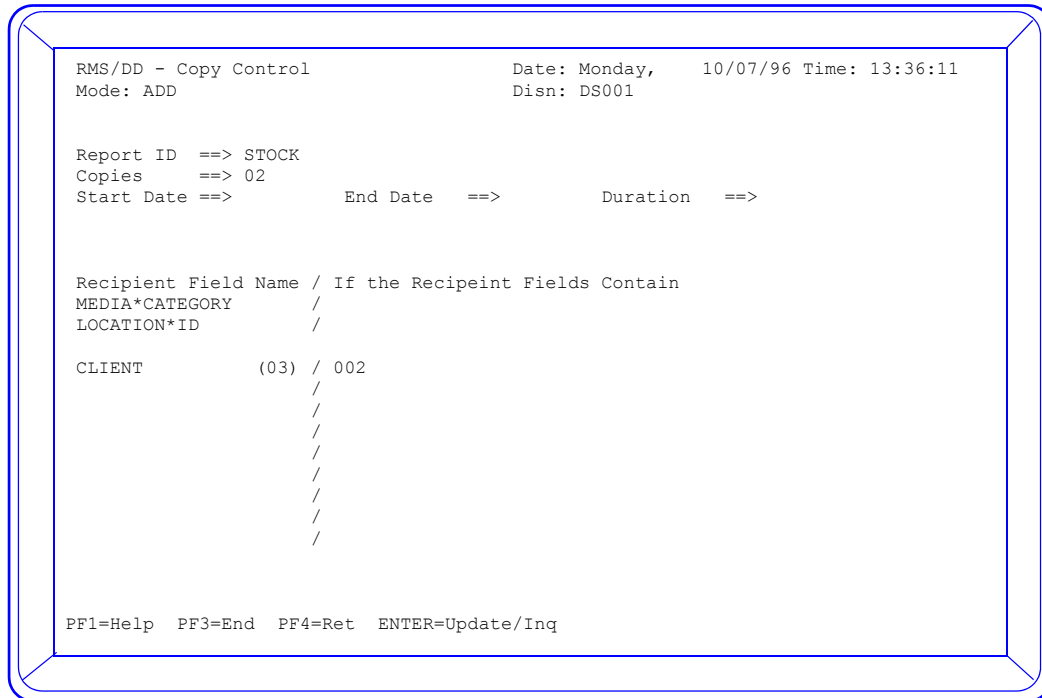 RMS/DD - Copy Control Date: Monday, 10/07/96 Time: 13:36:11
Mode: ADD Disn: DS001
Report ID ==> STOCK
Copies ==> 02
Start Date ==> End Date ==> Duration ==>
Recipient Field Name / If the Recipeint Fields Contain
MEDIA*CATEGORY /
LOCATION*ID /
CLIENT (03) / 002
/
/
/
/
/
/
/
/
PF1=Help PF3=End PF4=Ret ENTER=Update/Inq